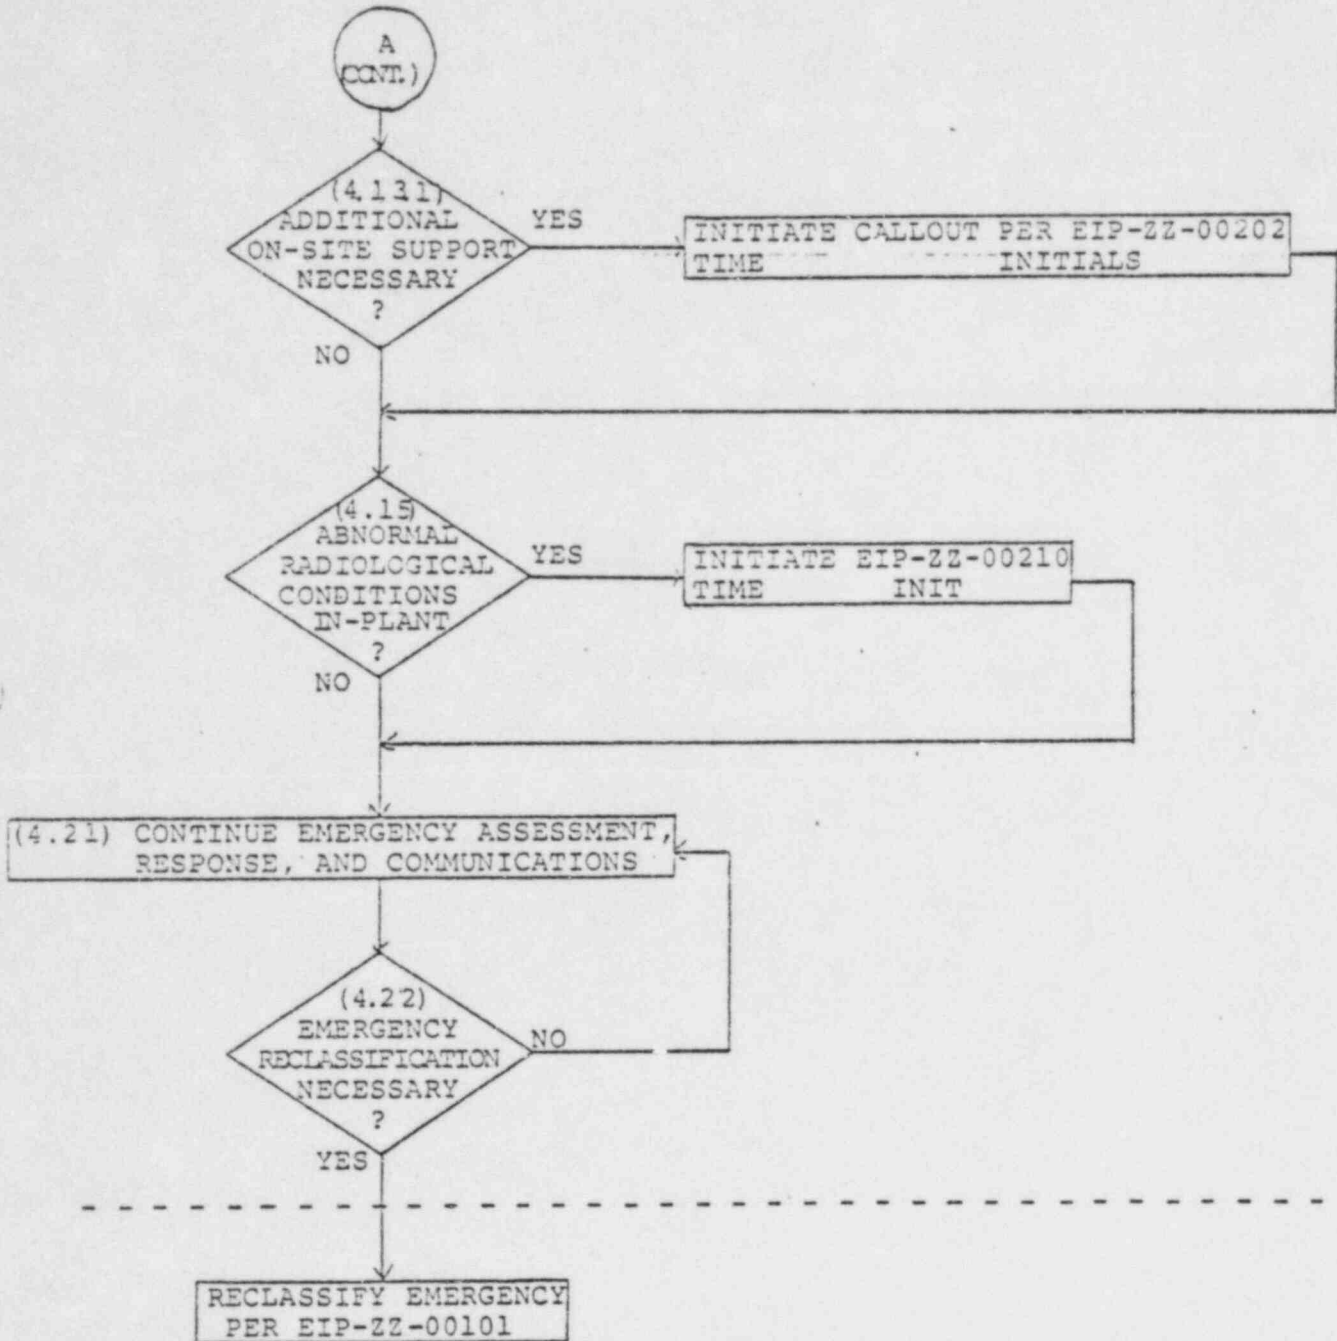 A
CONT.)
(4.131)
ADDITIONAL
ON-SITE SUPPORT
NECESSARY
?
YES
INITIATE CALLOUT PER EIP-ZZ-00202
TIME INITIALS
NO
(4.15)
ABNORMAL
RADIOLOGICAL
CONDITIONS
IN-PLANT
?
YES
INITIATE EIP-ZZ-00210
TIME INIT
NO
(4.21) CONTINUE EMERGENCY ASSESSMENT,
RESPONSE, AND COMMUNICATIONS
(4.22)
EMERGENCY
RECLASSIFICATION
NECESSARY
?
NO
YES
RECLASSIFY EMERGENCY
PER EIP-ZZ-00101